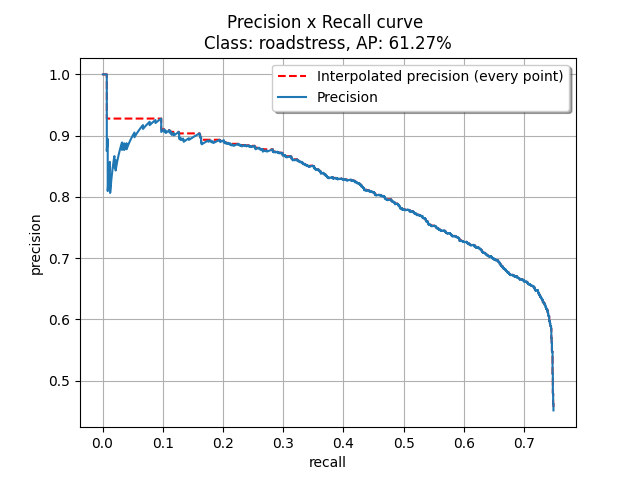 Precision x Recall curve
Class: roadstress, AP: 61.27%
Interpolated precision (every point)
Precision
1.0
0.9
0.8
0.7
0.6
0.5
precision
0.0 0.1 0.2 0.3 0.4 0.5 0.6 0.7
recall